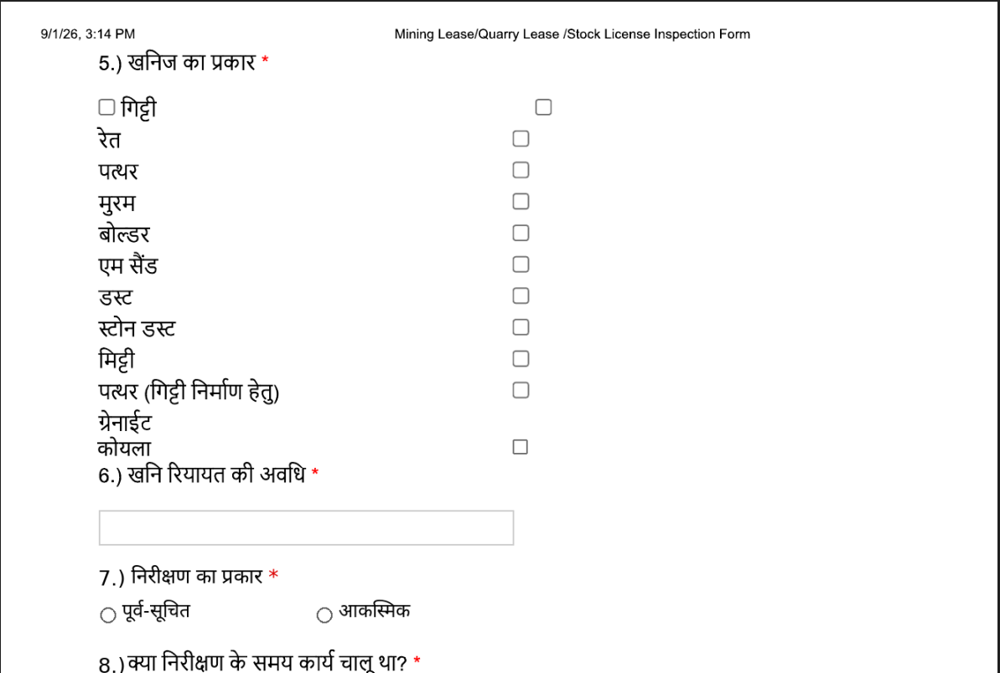 9/1/26, 3:14 PM Mining Lease/Quarry Lease /Stock License Inspection Form
5.) खनिज का प्रकार *
गिट्टी
रेत
पत्थर
मुरम
बोल्डर
एम सैंड
डस्ट
स्टोन डस्ट
मिट्टी
पत्थर (गिट्टी निर्माण हेतु)
ग्रेनाईट
कोयला
6.) खनि रियायत की अवधि *
7.) निरीक्षण का प्रकार *
पूर्व-सूचित आकस्मिक
8.) क्या निरीक्षण के समय कार्य चालू था? *